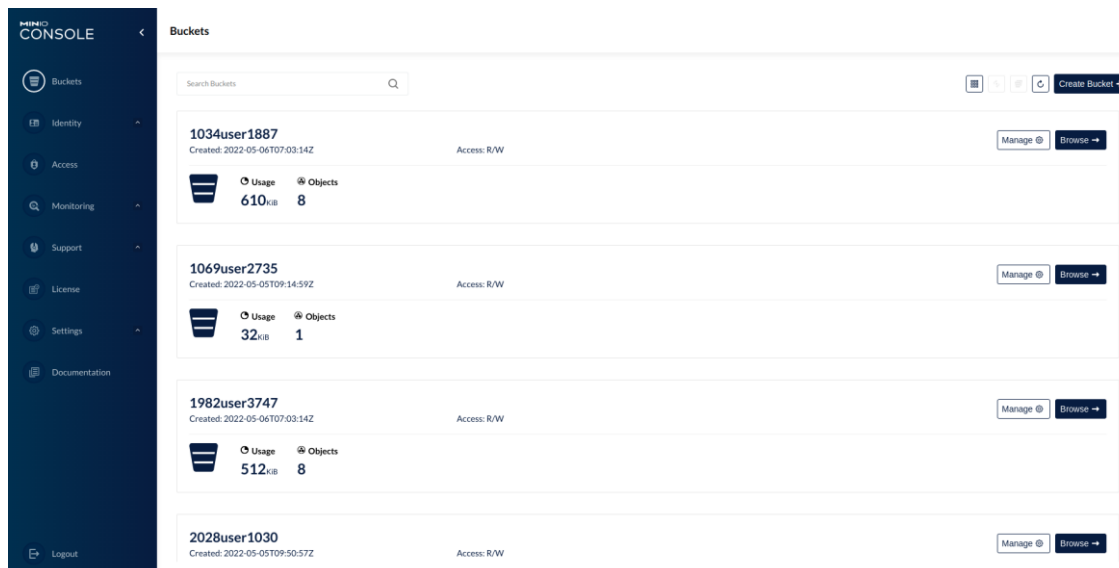 MINIO
CONSOLE
Buckets
Buckets
Identity
Access
Monitoring
Support
License
Settings
Documentation
Logout
Search Buckets
Create Bucket
1034user1887
Created: 2022-05-06T07:03:14Z Access: R/W
Manage Browse
Usage Objects
610KiB 8
1069user2735
Created: 2022-05-05T09:14:59Z Access: R/W
Manage Browse
Usage Objects
32KiB 1
1982user3747
Created: 2022-05-06T07:03:14Z Access: R/W
Manage Browse
Usage Objects
512KiB 8
2028user1030
Created: 2022-05-05T09:50:57Z Access: R/W
Manage Browse